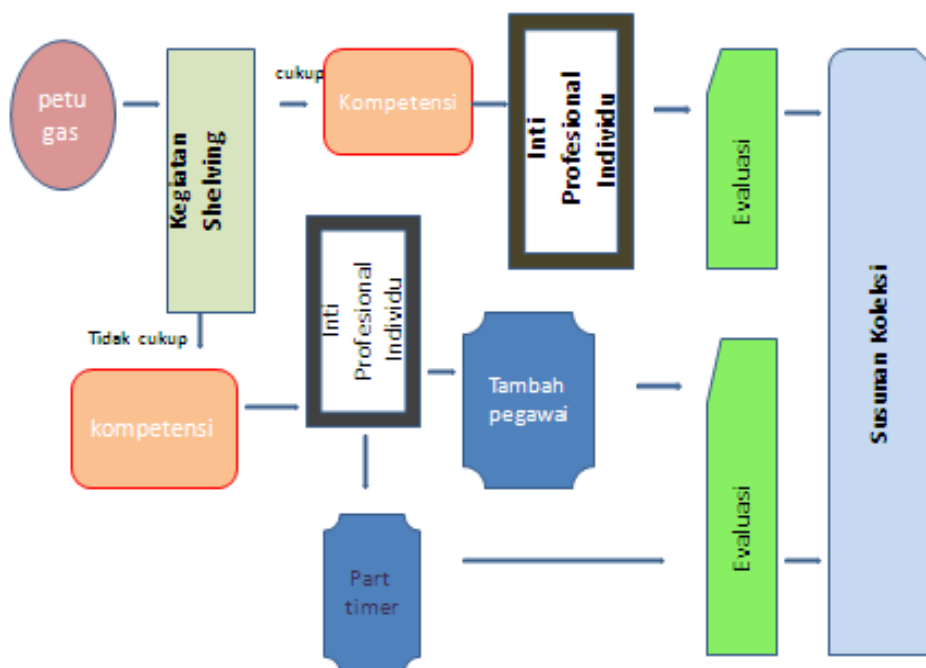 petu
gas
Kegiatan
Shelving
cukup
Kompetensi
Inti
Profesional
Individu
Evaluasi
Susunan Koleksi
Tidak cukup
kompetensi
Inti
Profesional
Individu
Tambah
pegawai
Part
timer
Evaluasi